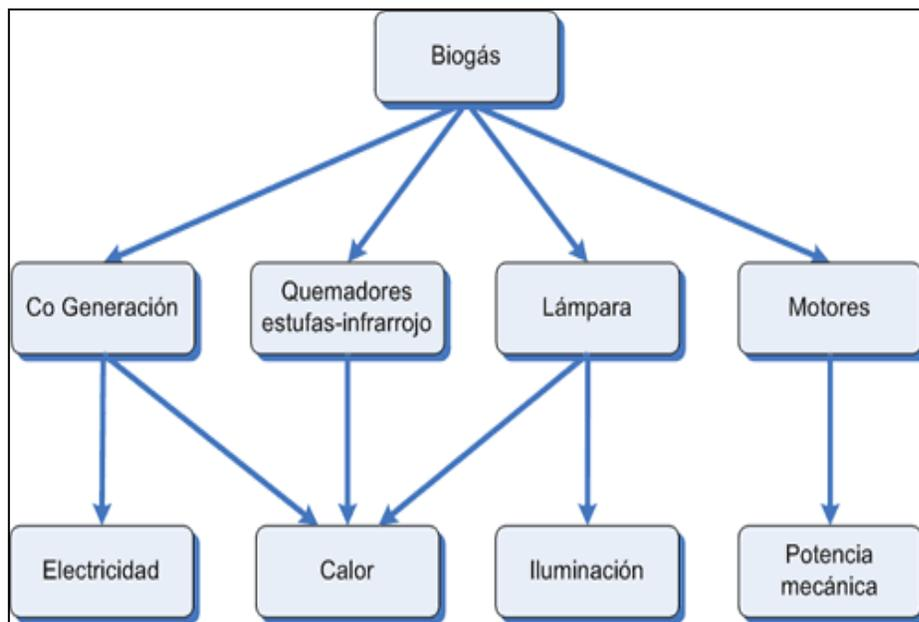 Biogás
Co Generación
Quemadores
estufas-infrarrojo
Lámpara
Motores
Electricidad
Calor
Iluminación
Potencia
mecánica